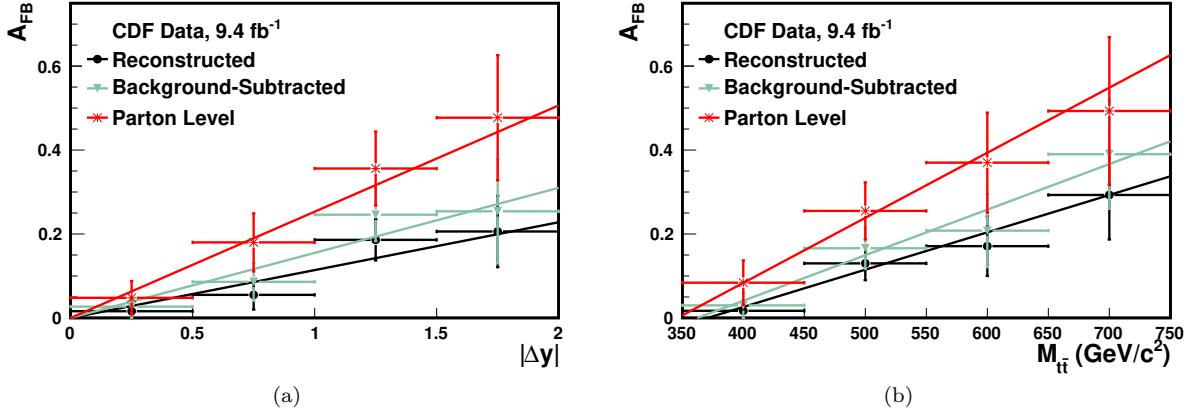 A_FB
CDF Data, 9.4 fb⁻¹
Reconstructed
Background-Subtracted
Parton Level
0.6
0.4
0.2
0
0 0.5 1 1.5 2
|Δy|
(a)
A_FB
CDF Data, 9.4 fb⁻¹
Reconstructed
Background-Subtracted
Parton Level
0.6
0.4
0.2
0
350 400 450 500 550 600 650 700 750
M_tt̄ (GeV/c²)
(b)